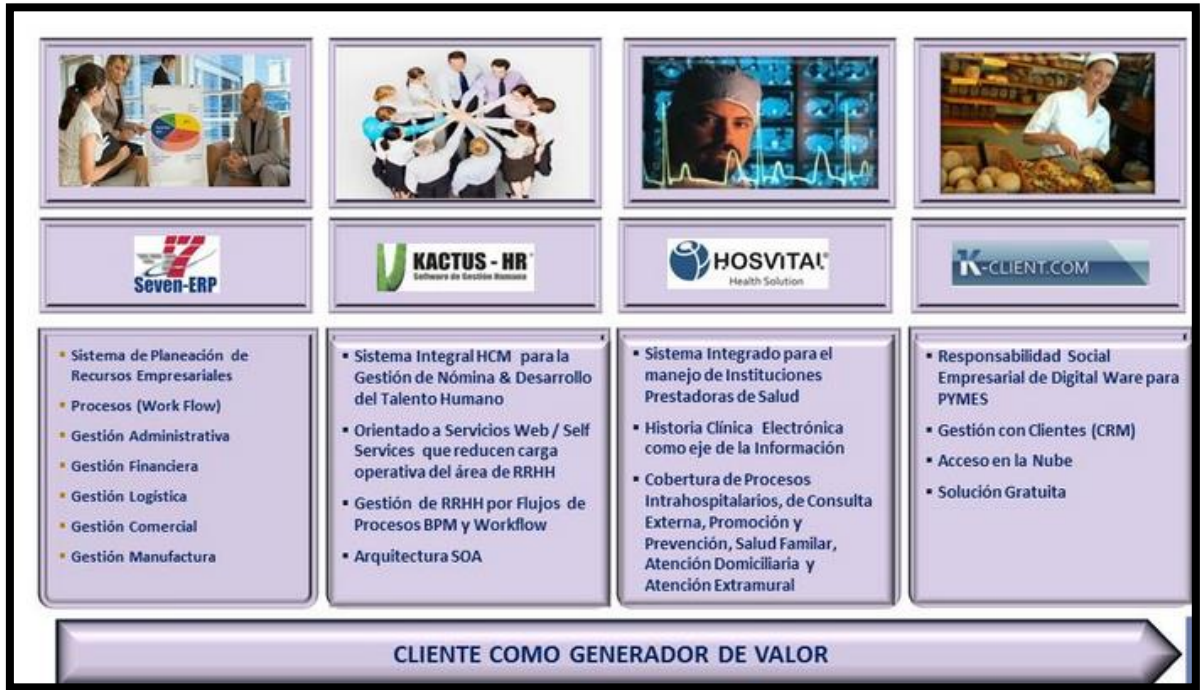 7
Seven-ERP
KACTUS - HR®
Software de Gestión Humana
HOSVITAL®
Health Solution
K-CLIENT.COM
▪ Sistema de Planeación de
Recursos Empresariales
▪ Procesos (Work Flow)
▪ Gestión Administrativa
▪ Gestión Financiera
▪ Gestión Logística
▪ Gestión Comercial
▪ Gestión Manufactura
▪ Sistema Integral HCM para la
Gestión de Nómina & Desarrollo
del Talento Humano
▪ Orientado a Servicios Web / Self
Services que reducen carga
operativa del área de RRHH
▪ Gestión de RRHH por Flujos de
Procesos BPM y Workflow
▪ Arquitectura SOA
▪ Sistema Integrado para el
manejo de Instituciones
Prestadoras de Salud
▪ Historia Clínica Electrónica
como eje de la Información
▪ Cobertura de Procesos
Intrahospitalarios, de Consulta
Externa, Promoción y
Prevención, Salud Familar,
Atención Domiciliaria y
Atención Extramural
▪ Responsabilidad Social
Empresarial de Digital Ware para
PYMES
▪ Gestión con Clientes (CRM)
▪ Acceso en la Nube
▪ Solución Gratuita
CLIENTE COMO GENERADOR DE VALOR